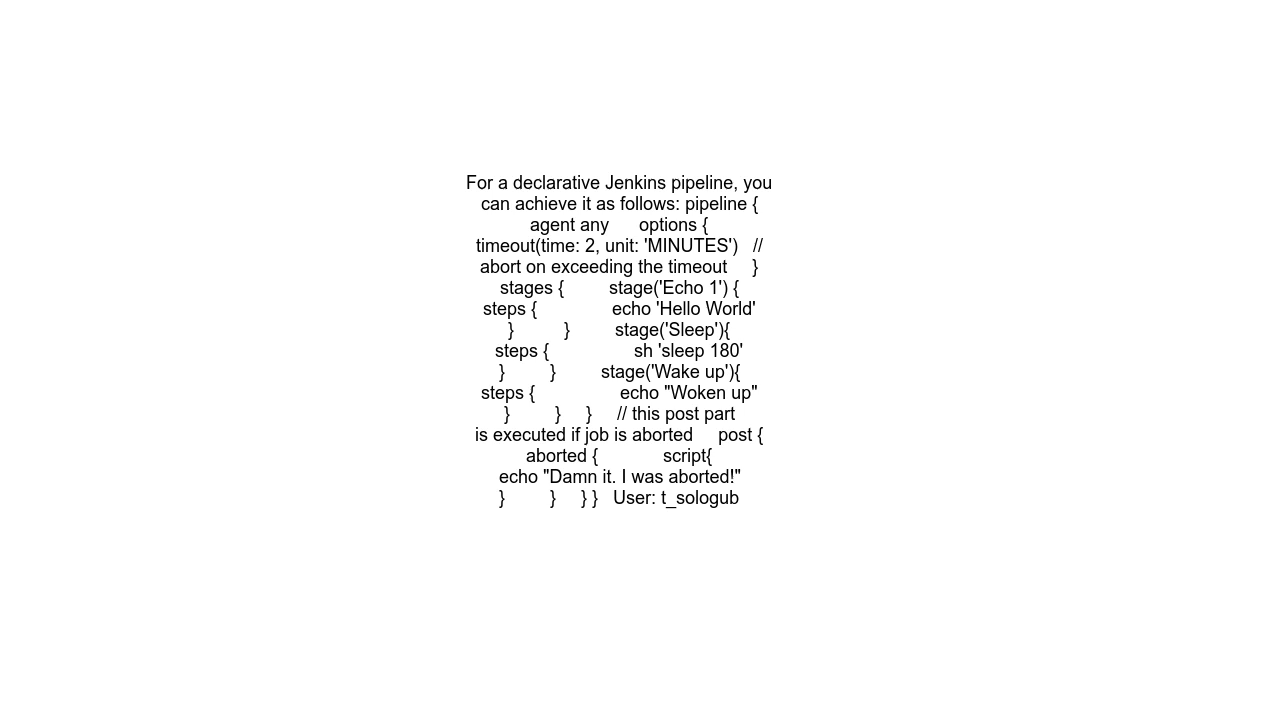 For a declarative Jenkins pipeline, you
can achieve it as follows: pipeline {
agent any      options {
timeout(time: 2, unit: 'MINUTES')   //
abort on exceeding the timeout     }
stages {         stage('Echo 1') {
steps {               echo 'Hello World'
}          }         stage('Sleep'){
steps {                 sh 'sleep 180'
}         }         stage('Wake up'){
steps {                 echo "Woken up"
}         }     }     // this post part
is executed if job is aborted     post {
aborted {             script{
echo "Damn it. I was aborted!"
}         }     } }   User: t_sologub